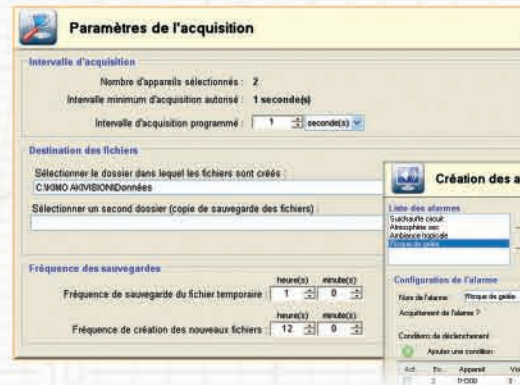 Paramètres de l'acquisition
Intervalle d'acquisition
Nombre d'appareils sélectionnés : 2
Intervalle minimum d'acquisition autorisé : 1 seconde(s)
Intervalle d'acquisition programmé : 1 seconde(s)
Destination des fichiers
Sélectionner le dossier dans lequel les fichiers sont créés :
C:\KIMO AKIVISION\Données
Sélectionner un second dossier (copie de sauvegarde des fichiers) :
Fréquence des sauvegardes
heure(s) minute(s)
Fréquence de sauvegarde du fichier temporaire : 1 0
heure(s) minute(s)
Fréquence de création des nouveaux fichiers : 12 0
Création des a
Liste des alarmes
Surchauffe circuit
Atmosphère sec
Ambiance tropicale
Risque de gelée
Configuration de l'alarme
Nom de l'alarme Risque de gelée
Acquittement de l'alarme ?
Conditions de déclenchement
Ajouter une condition
Act. Appareil